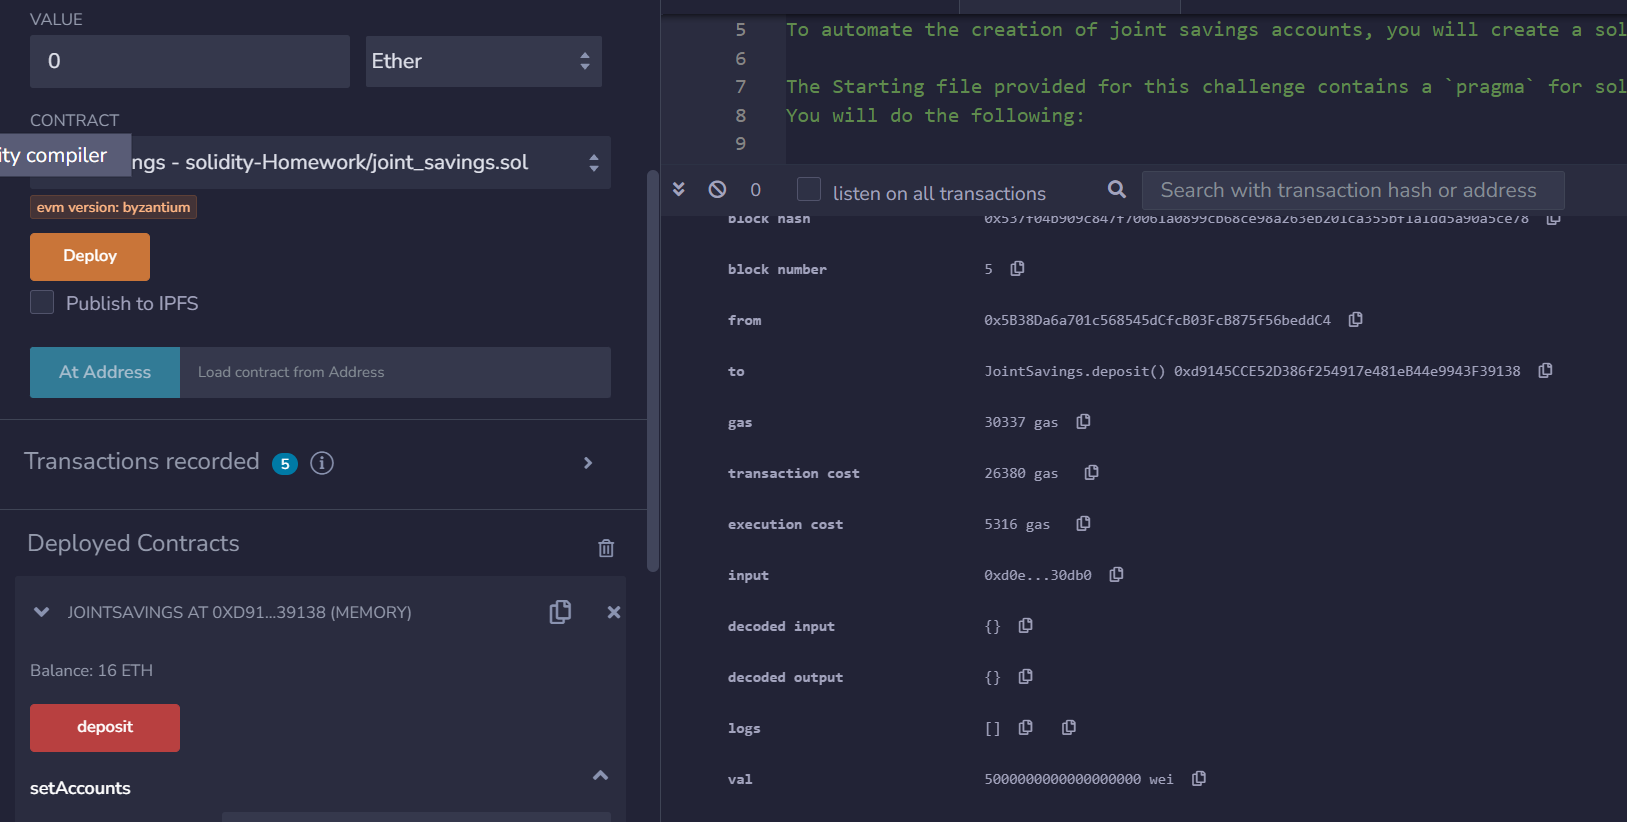 VALUE
0
Ether
CONTRACT
ity compiler
ngs - solidity-Homework/joint_savings.sol
evm version: byzantium
Deploy
Publish to IPFS
At Address
Load contract from Address
Transactions recorded 5 i
Deployed Contracts
JOINTSAVINGS AT 0XD91...39138 (MEMORY)
Balance: 16 ETH
deposit
setAccounts
5 To automate the creation of joint savings accounts, you will create a sol
6
7 The Starting file provided for this challenge contains a `pragma` for sol
8 You will do the following:
9
0 listen on all transactions
Search with transaction hash or address
block hash
block number 5
from 0x5B38Da6a701c568545dCfcB03FcB875f56beddC4
to JointSavings.deposit() 0xd9145CCE52D386f254917e481eB44e9943F39138
gas 30337 gas
transaction cost 26380 gas
execution cost 5316 gas
input 0xd0e...30db0
decoded input {}
decoded output {}
logs []
val 5000000000000000000 wei